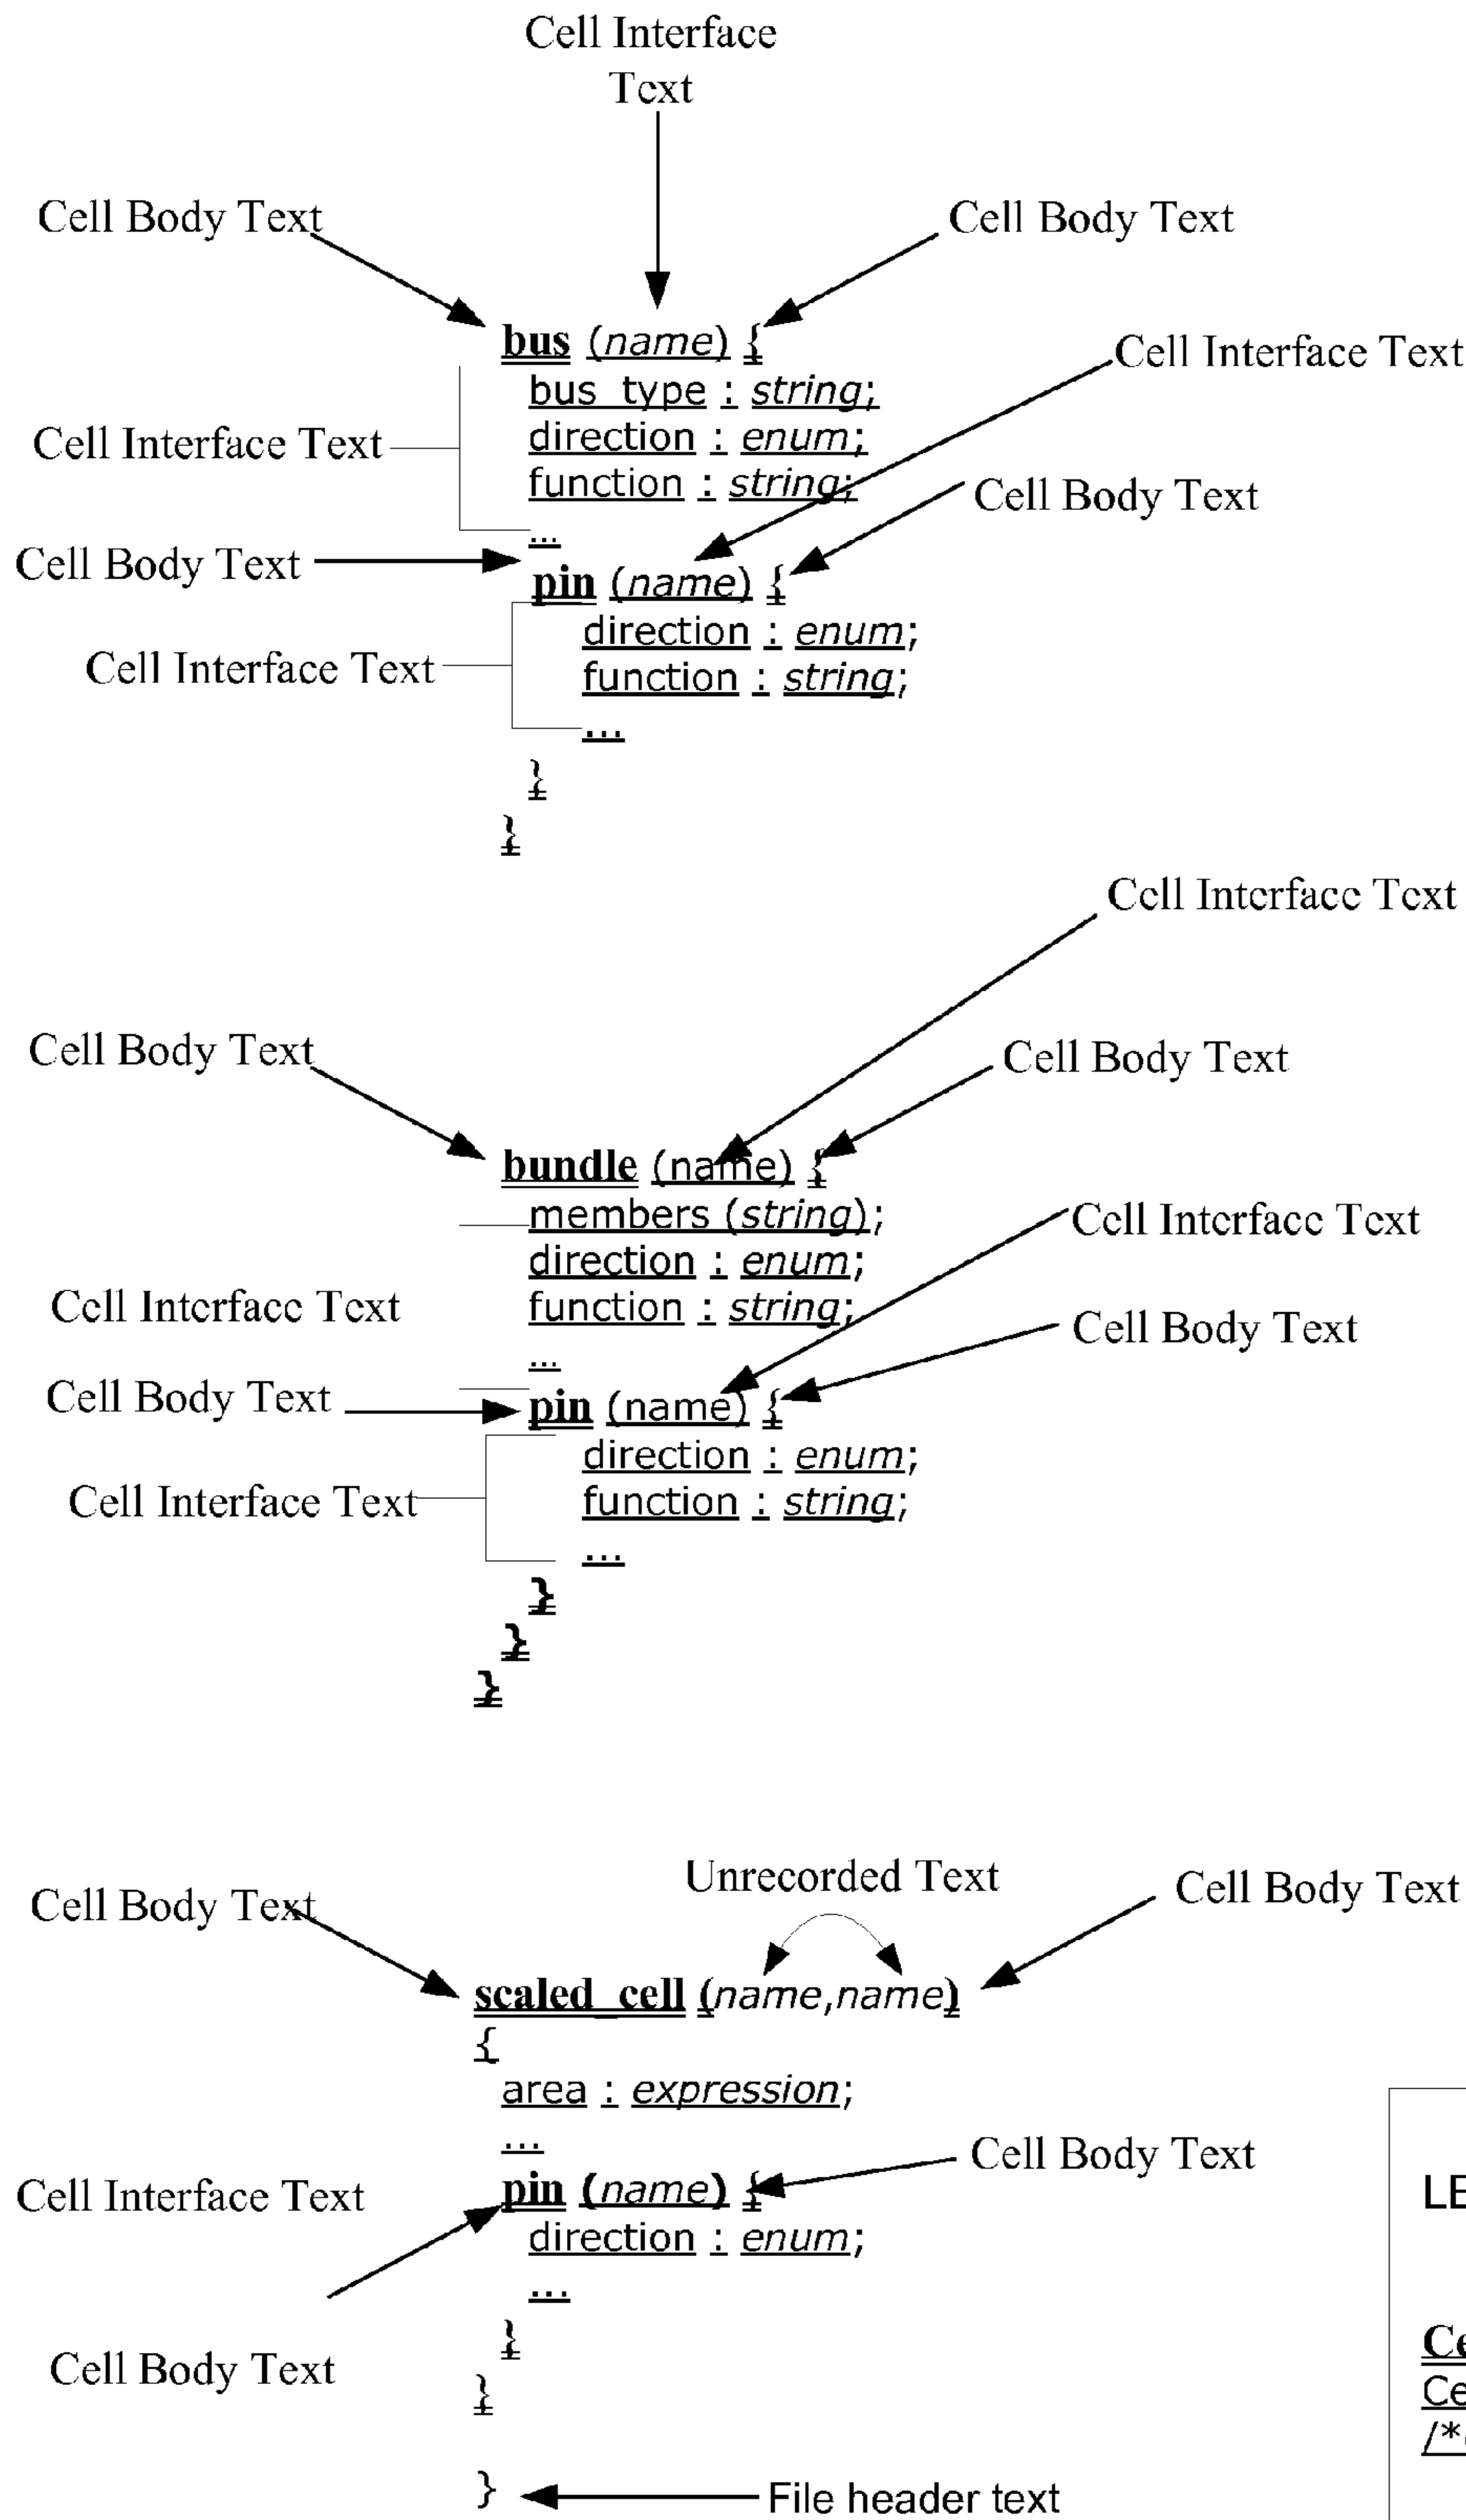 Cell Interface
Text
Cell Body Text
Cell Body Text
bus (name) {
Cell Interface Text
bus_type : string;
direction : enum;
Cell Interface Text
function : string;
Cell Body Text
...
Cell Body Text
pin (name) {
direction : enum;
Cell Interface Text
function : string;
...
}
}
Cell Interface Text
Cell Body Text
Cell Body Text
bundle (name) {
members (string);
Cell Interface Text
direction : enum;
Cell Interface Text
function : string;
Cell Body Text
...
Cell Body Text
pin (name) {
direction : enum;
Cell Interface Text
function : string;
...
}
}
}
Unrecorded Text
Cell Body Text
Cell Body Text
scaled_cell (name,name)
{
area : expression;
...
Cell Body Text
Cell Interface Text
pin (name) {
direction : enum;
...
}
Cell Body Text
}
} File header text